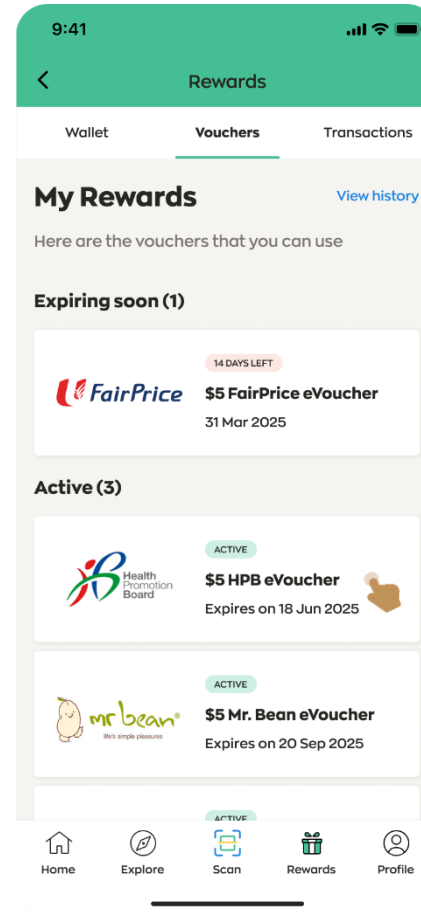 9:41
Rewards
Wallet Vouchers Transactions
My Rewards View history
Here are the vouchers that you can use
Expiring soon (1)
14 DAYS LEFT
FairPrice
$5 FairPrice eVoucher
31 Mar 2025
Active (3)
ACTIVE
Health
Promotion
Board
$5 HPB eVoucher
Expires on 18 Jun 2025
ACTIVE
mr bean®
life's simple pleasures
$5 Mr. Bean eVoucher
Expires on 20 Sep 2025
ACTIVE
Home Explore Scan Rewards Profile